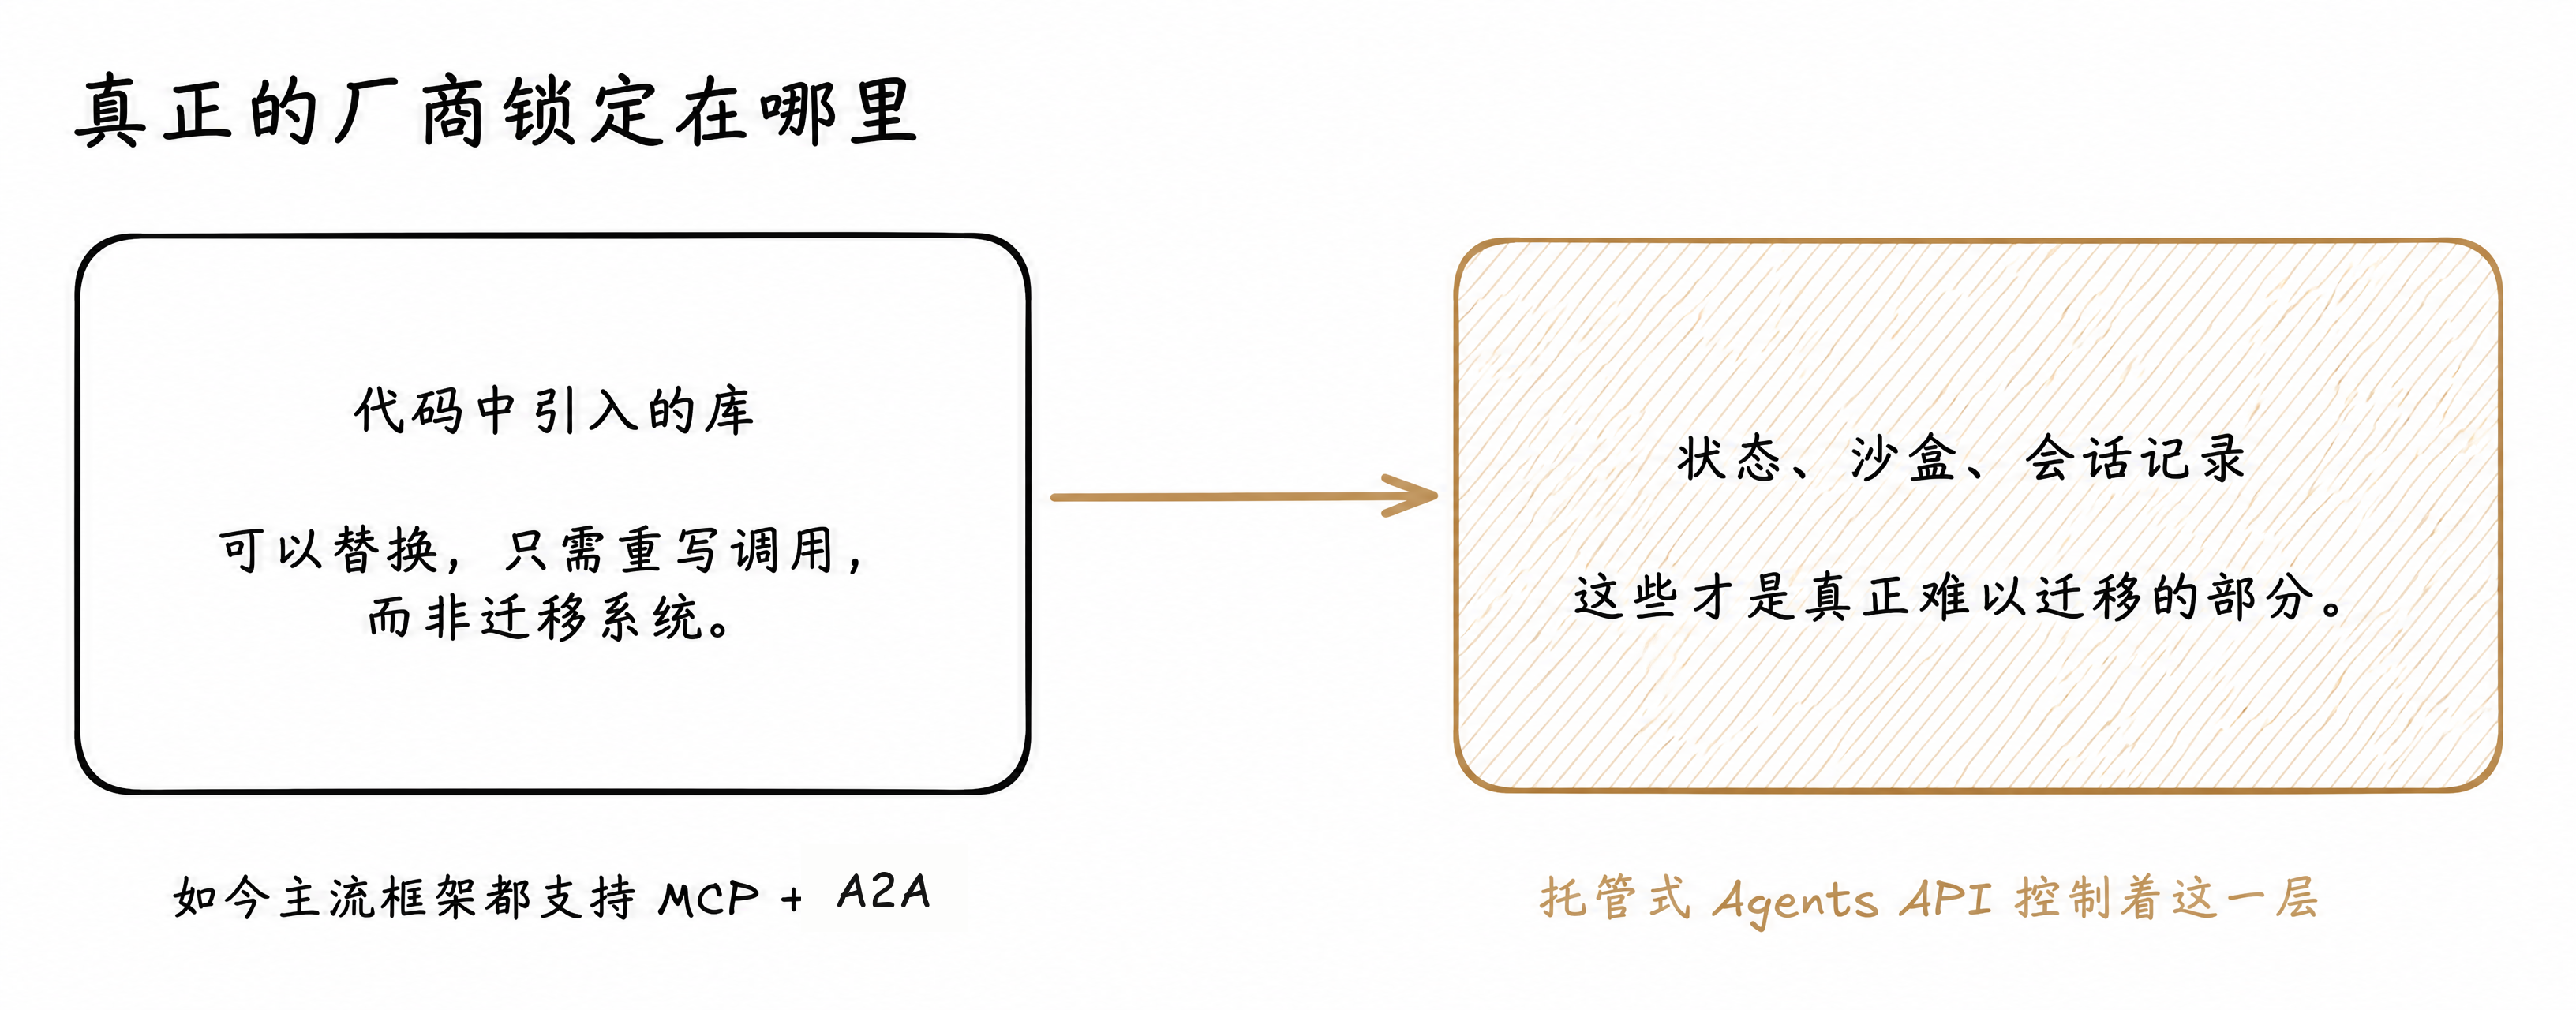 真正的厂商锁定在哪里
代码中引入的库
可以替换，只需重写调用，
而非迁移系统。
如今主流框架都支持 MCP + A2A
状态、沙盒、会话记录
这些才是真正难以迁移的部分。
托管式 Agents API 控制着这一层